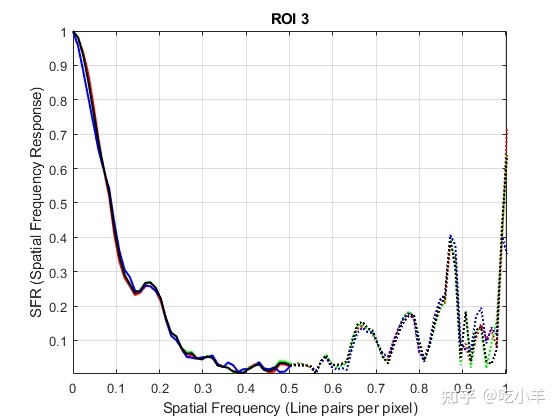 ROI 3
1
0.9
0.8
0.7
0.6
0.5
0.4
0.3
0.2
0.1
SFR (Spatial Frequency Response)
0 0.1 0.2 0.3 0.4 0.5 0.6 0.7 0.8 0.9 1
Spatial Frequency (Line pairs per pixel)
知乎 @吃小羊